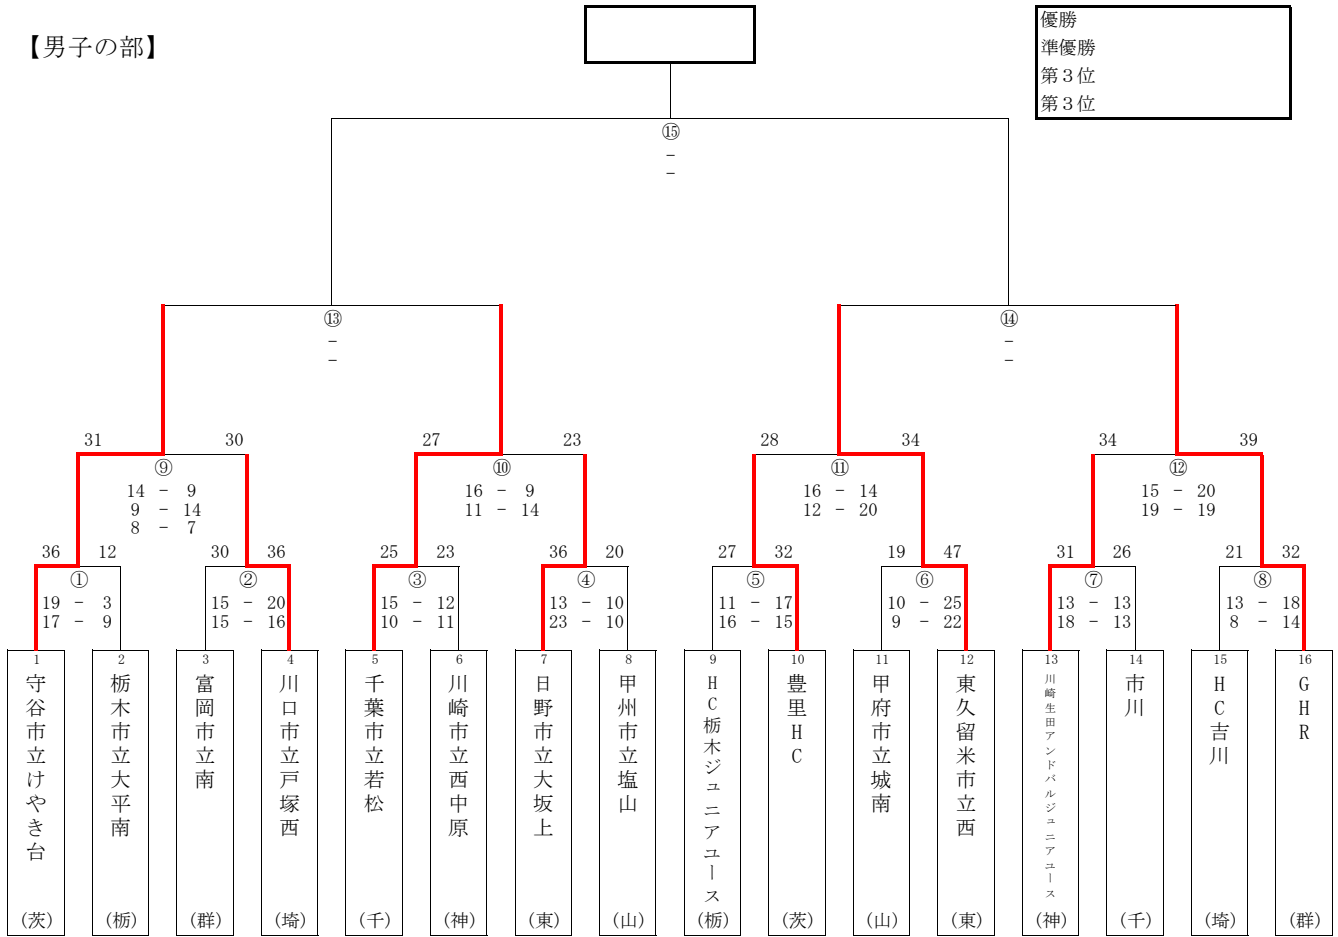 【男子の部】
優勝
準優勝
第３位
第３位
⑮
－
－
⑬
－
－
⑭
－
－
31 30 27 23 28 34 34 39
⑨ ⑩ ⑪ ⑫
14 － 9 16 － 9 16 － 14 15 － 20
9 － 14 11 － 14 12 － 20 19 － 19
8 － 7
36 12 30 36 25 23 36 20 27 32 19 47 31 26 21 32
① ② ③ ④ ⑤ ⑥ ⑦ ⑧
19 － 3 15 － 20 15 － 12 13 － 10 11 － 17 10 － 25 13 － 13 13 － 18
17 － 9 15 － 16 10 － 11 23 － 10 16 － 15 9 － 22 18 － 13 8 － 14
1
守谷市立けやき台
（茨）
2
栃木市立大平南
（栃）
3
富岡市立南
（群）
4
川口市立戸塚西
（埼）
5
千葉市立若松
（千）
6
川崎市立西中原
（神）
7
日野市立大坂上
（東）
8
甲州市立塩山
（山）
9
ＨＣ栃木ジュニアユース
（栃）
10
豊里ＨＣ
（茨）
11
甲府市立城南
（山）
12
東久留米市立西
（東）
13
川崎生田アンドバルジュニアユース
（神）
14
市川
（千）
15
ＨＣ吉川
（埼）
16
ＧＨＲ
（群）